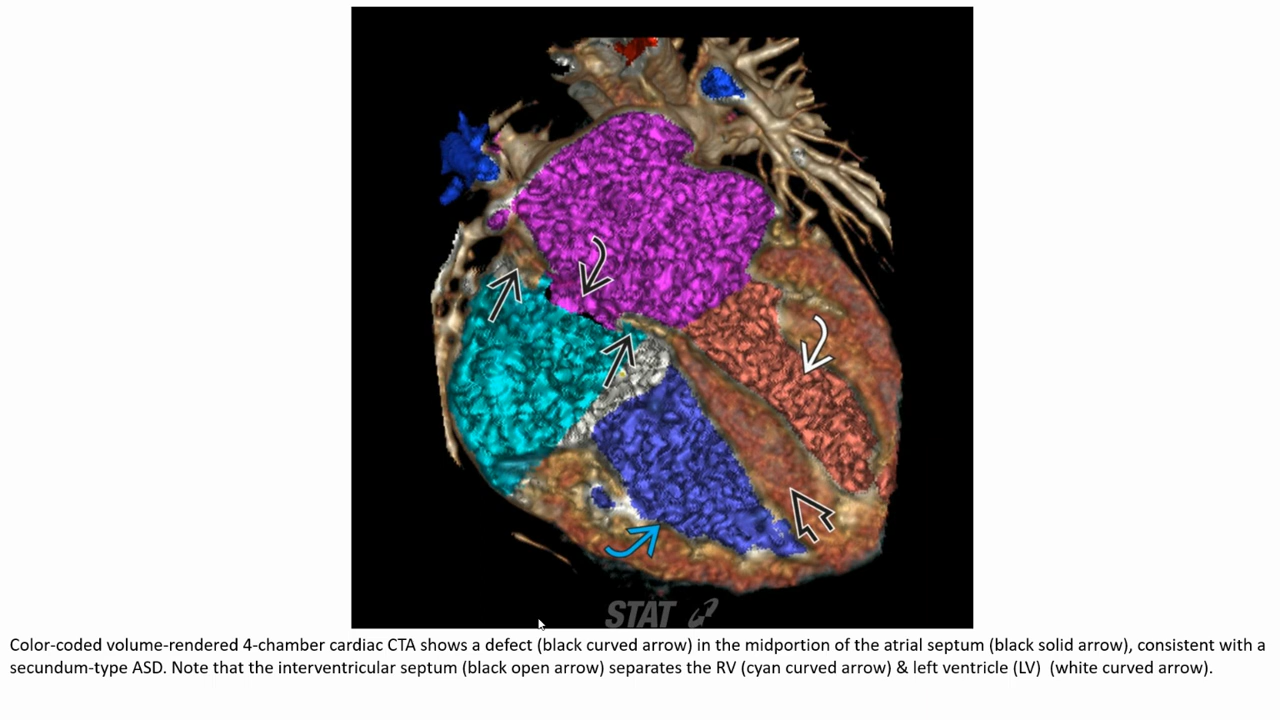 STAT
Color-coded volume-rendered 4-chamber cardiac CTA shows a defect (black curved arrow) in the midportion of the atrial septum (black solid arrow), consistent with a
secundum-type ASD. Note that the interventricular septum (black open arrow) separates the RV (cyan curved arrow) & left ventricle (LV)  (white curved arrow).